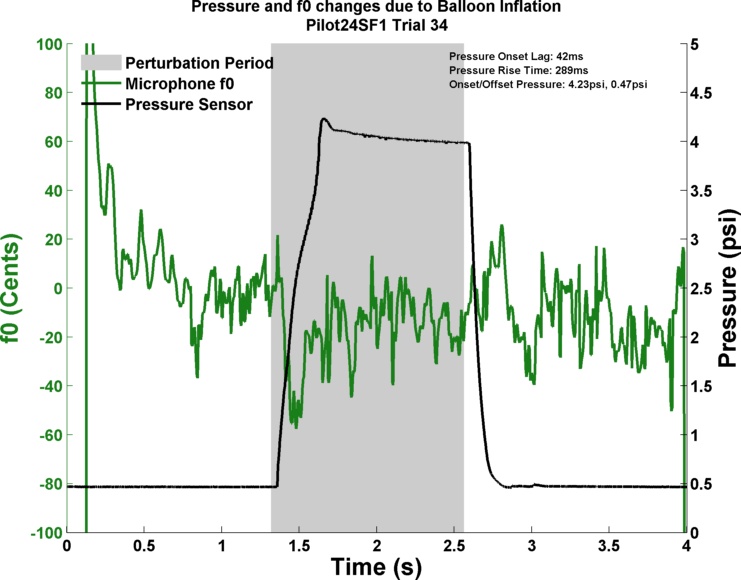 Pressure and f0 changes due to Balloon Inflation
Pilot24SF1 Trial 34
Perturbation Period
Microphone f0
Pressure Sensor
Pressure Onset Lag: 42ms
Pressure Rise Time: 289ms
Onset/Offset Pressure: 4.23psi, 0.47psi
f0 (Cents)
100
80
60
40
20
0
-20
-40
-60
-80
-100
Pressure (psi)
5
4.5
4
3.5
3
2.5
2
1.5
1
0.5
0
0 0.5 1 1.5 2 2.5 3 3.5 4
Time (s)